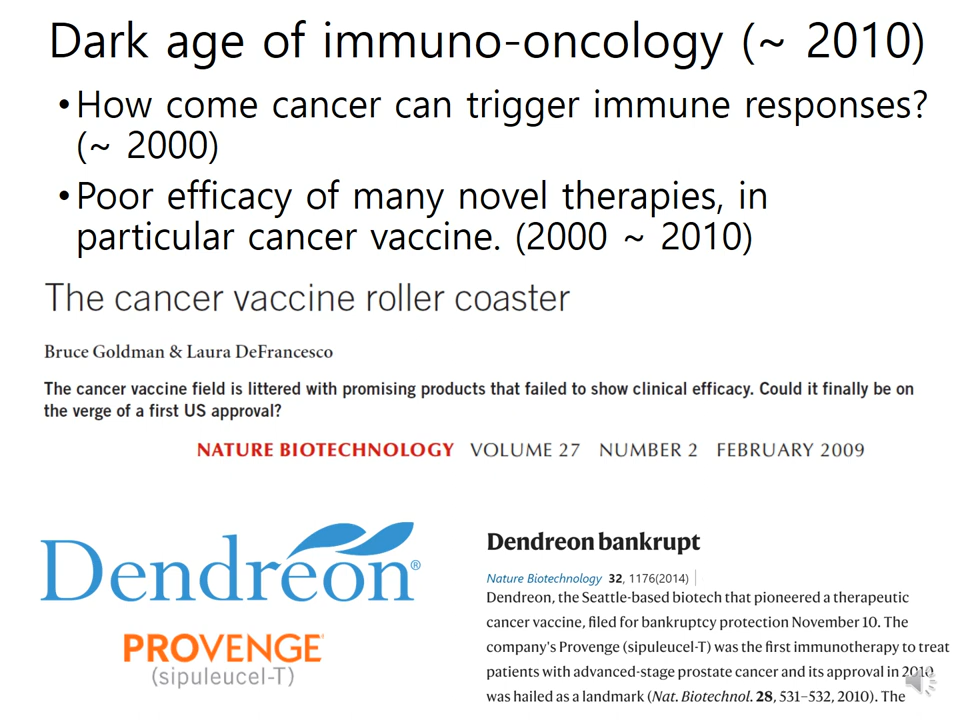 Dark age of immuno-oncology (~ 2010)
•How come cancer can trigger immune responses?
(~ 2000)
•Poor efficacy of many novel therapies, in
particular cancer vaccine. (2000 ~ 2010)
The cancer vaccine roller coaster
Bruce Goldman & Laura DeFrancesco
The cancer vaccine field is littered with promising products that failed to show clinical efficacy. Could it finally be on
the verge of a first US approval?
NATURE BIOTECHNOLOGY VOLUME 27 NUMBER 2 FEBRUARY 2009
Dendreon®
PROVENGE®
(sipuleucel-T)
Dendreon bankrupt
Nature Biotechnology 32, 1176(2014)
Dendreon, the Seattle-based biotech that pioneered a therapeutic
cancer vaccine, filed for bankruptcy protection November 10. The
company's Provenge (sipuleucel-T) was the first immunotherapy to treat
patients with advanced-stage prostate cancer and its approval in 2010
was hailed as a landmark (Nat. Biotechnol. 28, 531–532, 2010). The